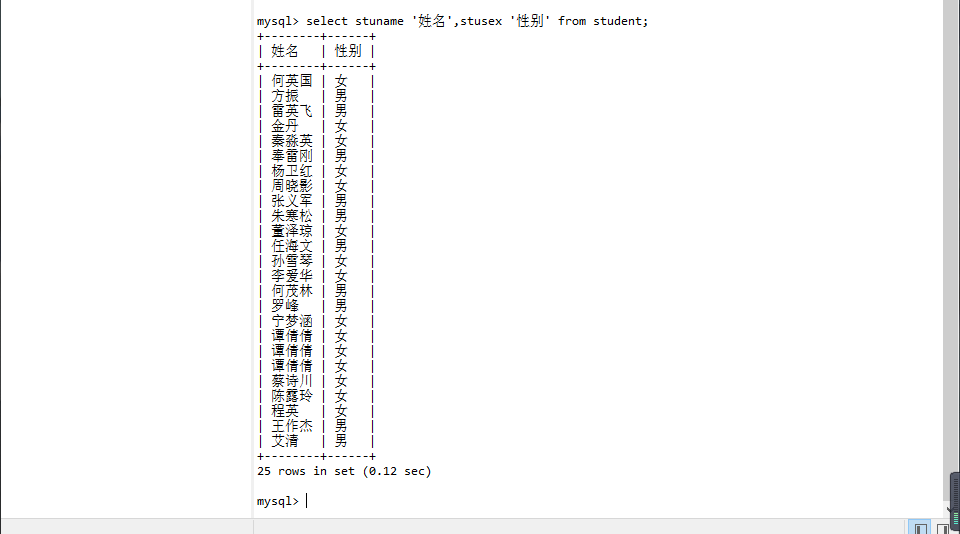 mysql> select stuname '姓名',stusex '性别' from student;
+--------+------+
| 姓名   | 性别 |
+--------+------+
| 何英国 | 女   |
| 方振   | 男   |
| 雷英飞 | 男   |
| 金丹   | 女   |
| 秦淼英 | 女   |
| 奉雷刚 | 男   |
| 杨卫红 | 女   |
| 周晓影 | 女   |
| 张义军 | 男   |
| 朱寒松 | 男   |
| 董泽琼 | 女   |
| 任海文 | 男   |
| 孙雪琴 | 女   |
| 李爱华 | 女   |
| 何茂林 | 男   |
| 罗峰   | 男   |
| 宁梦涵 | 女   |
| 谭倩倩 | 女   |
| 谭倩倩 | 女   |
| 谭倩倩 | 女   |
| 蔡诗川 | 女   |
| 陈露玲 | 女   |
| 程英   | 女   |
| 王作杰 | 男   |
| 艾清   | 男   |
+--------+------+
25 rows in set (0.12 sec)
mysql>